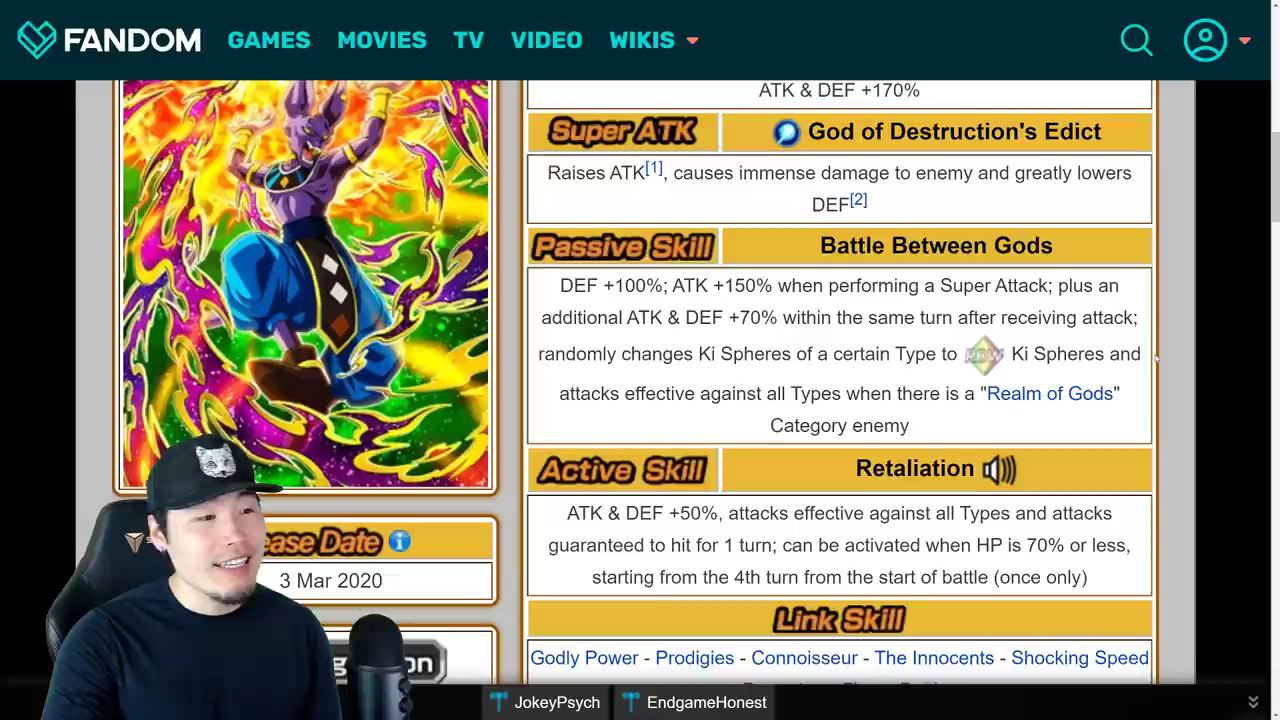 FANDOM GAMES MOVIES TV VIDEO WIKIS
ATK & DEF +170%
Super ATK God of Destruction's Edict
Raises ATK[1], causes immense damage to enemy and greatly lowers
DEF[2]
Passive Skill Battle Between Gods
DEF +100%; ATK +150% when performing a Super Attack; plus an
additional ATK & DEF +70% within the same turn after receiving attack;
randomly changes Ki Spheres of a certain Type to Ki Spheres and
attacks effective against all Types when there is a "Realm of Gods"
Category enemy
Active Skill Retaliation
ATK & DEF +50%, attacks effective against all Types and attacks
guaranteed to hit for 1 turn; can be activated when HP is 70% or less,
starting from the 4th turn from the start of battle (once only)
ease Date
3 Mar 2020
Link Skill
Godly Power - Prodigies - Connoisseur - The Innocents - Shocking Speed
on
JokeyPsych EndgameHonest